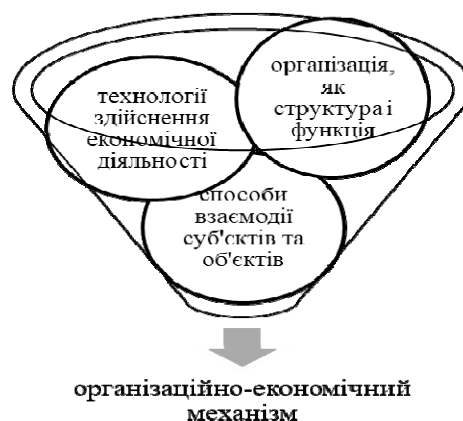 технології
здійснення
економічної
діяльності
організація,
як
структура і
функція
способи
взаємодії
суб'єктів та
об'єктів
організаційно-економічний
механізм